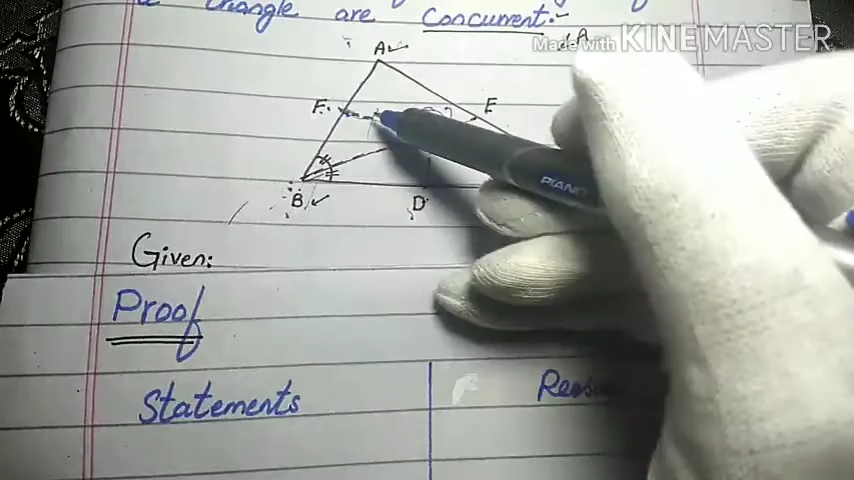 triangle are Concurrent.
Made with KINEMASTER
A
F.
E
B
D
PIANO
Given:
Proof
Statements